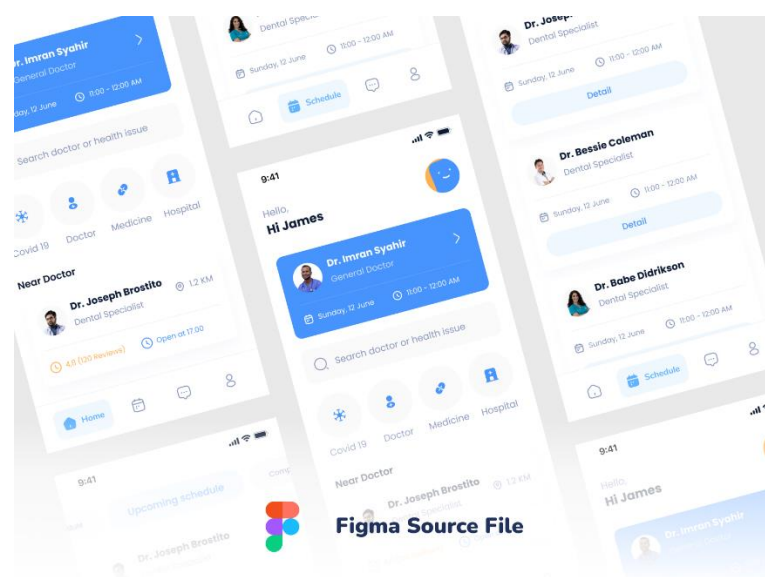 Dr. Imran Syahir
General Doctor
Sunday, 12 June
11:00 - 12:00 AM
Search doctor or health issue
Covid 19
Doctor
Medicine
Hospital
Near Doctor
Dr. Joseph Brostito
1.2 KM
Dental Specialist
4,8 (120 Reviews)
Open at 17.00
Home
9:41
Upcoming schedule
Dr. Joseph Brostito
Dental Specialist
Sunday, 12 June
11:00 - 12:00 AM
Schedule
9:41
Hello,
Hi James
Dr. Imran Syahir
General Doctor
Sunday, 12 June
11:00 - 12:00 AM
Search doctor or health issue
Covid 19
Doctor
Medicine
Hospital
Near Doctor
Dr. Joseph Brostito
1.2 KM
Dental Specialist
Figma Source File
Dental Specialist
Sunday, 12 June
11:00 - 12:00 AM
Detail
Dr. Bessie Coleman
Dental Specialist
Sunday, 12 June
11:00 - 12:00 AM
Detail
Dr. Babe Didrikson
Dental Specialist
Sunday, 12 June
11:00 - 12:00 AM
Schedule
9:41
Hello,
Hi James
Dr. Imran Syahir